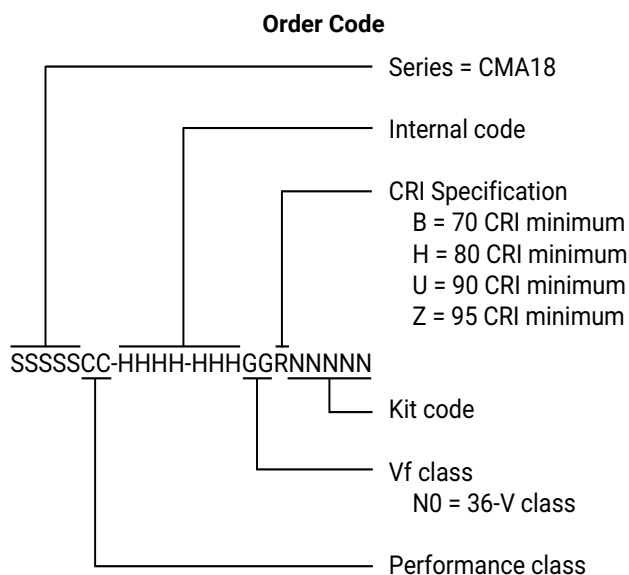 Order Code
Series = CMA18
Internal code
CRI Specification
B = 70 CRI minimum
H = 80 CRI minimum
U = 90 CRI minimum
Z = 95 CRI minimum
SSSSSCC-HHHH-HHHGGRNNNNN
Kit code
Vf class
N0 = 36-V class
Performance class